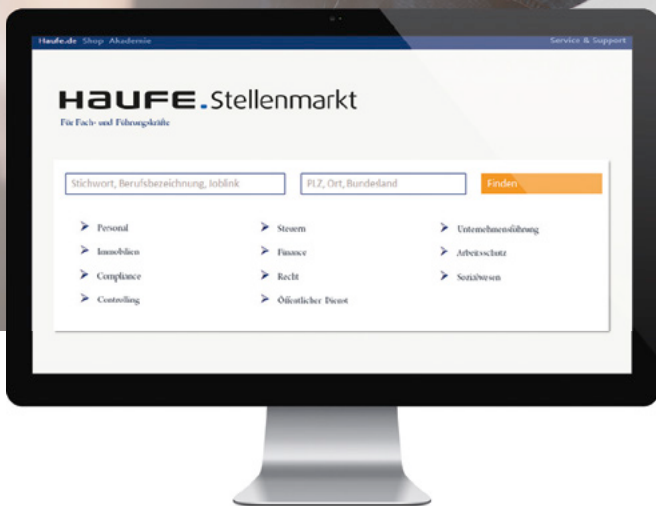 Haufe.de Shop Akademie Service & Support
HAUFE.Stellenmarkt
Für Fach- und Führungskräfte
Stichwort, Berufsbezeichnung, Joblink PLZ, Ort, Bundesland Finden
Personal Steuern Unternehmensführung
Immobilien Finance Arbeitsschutz
Compliance Recht Sozialwesen
Controlling Öffentlicher Dienst